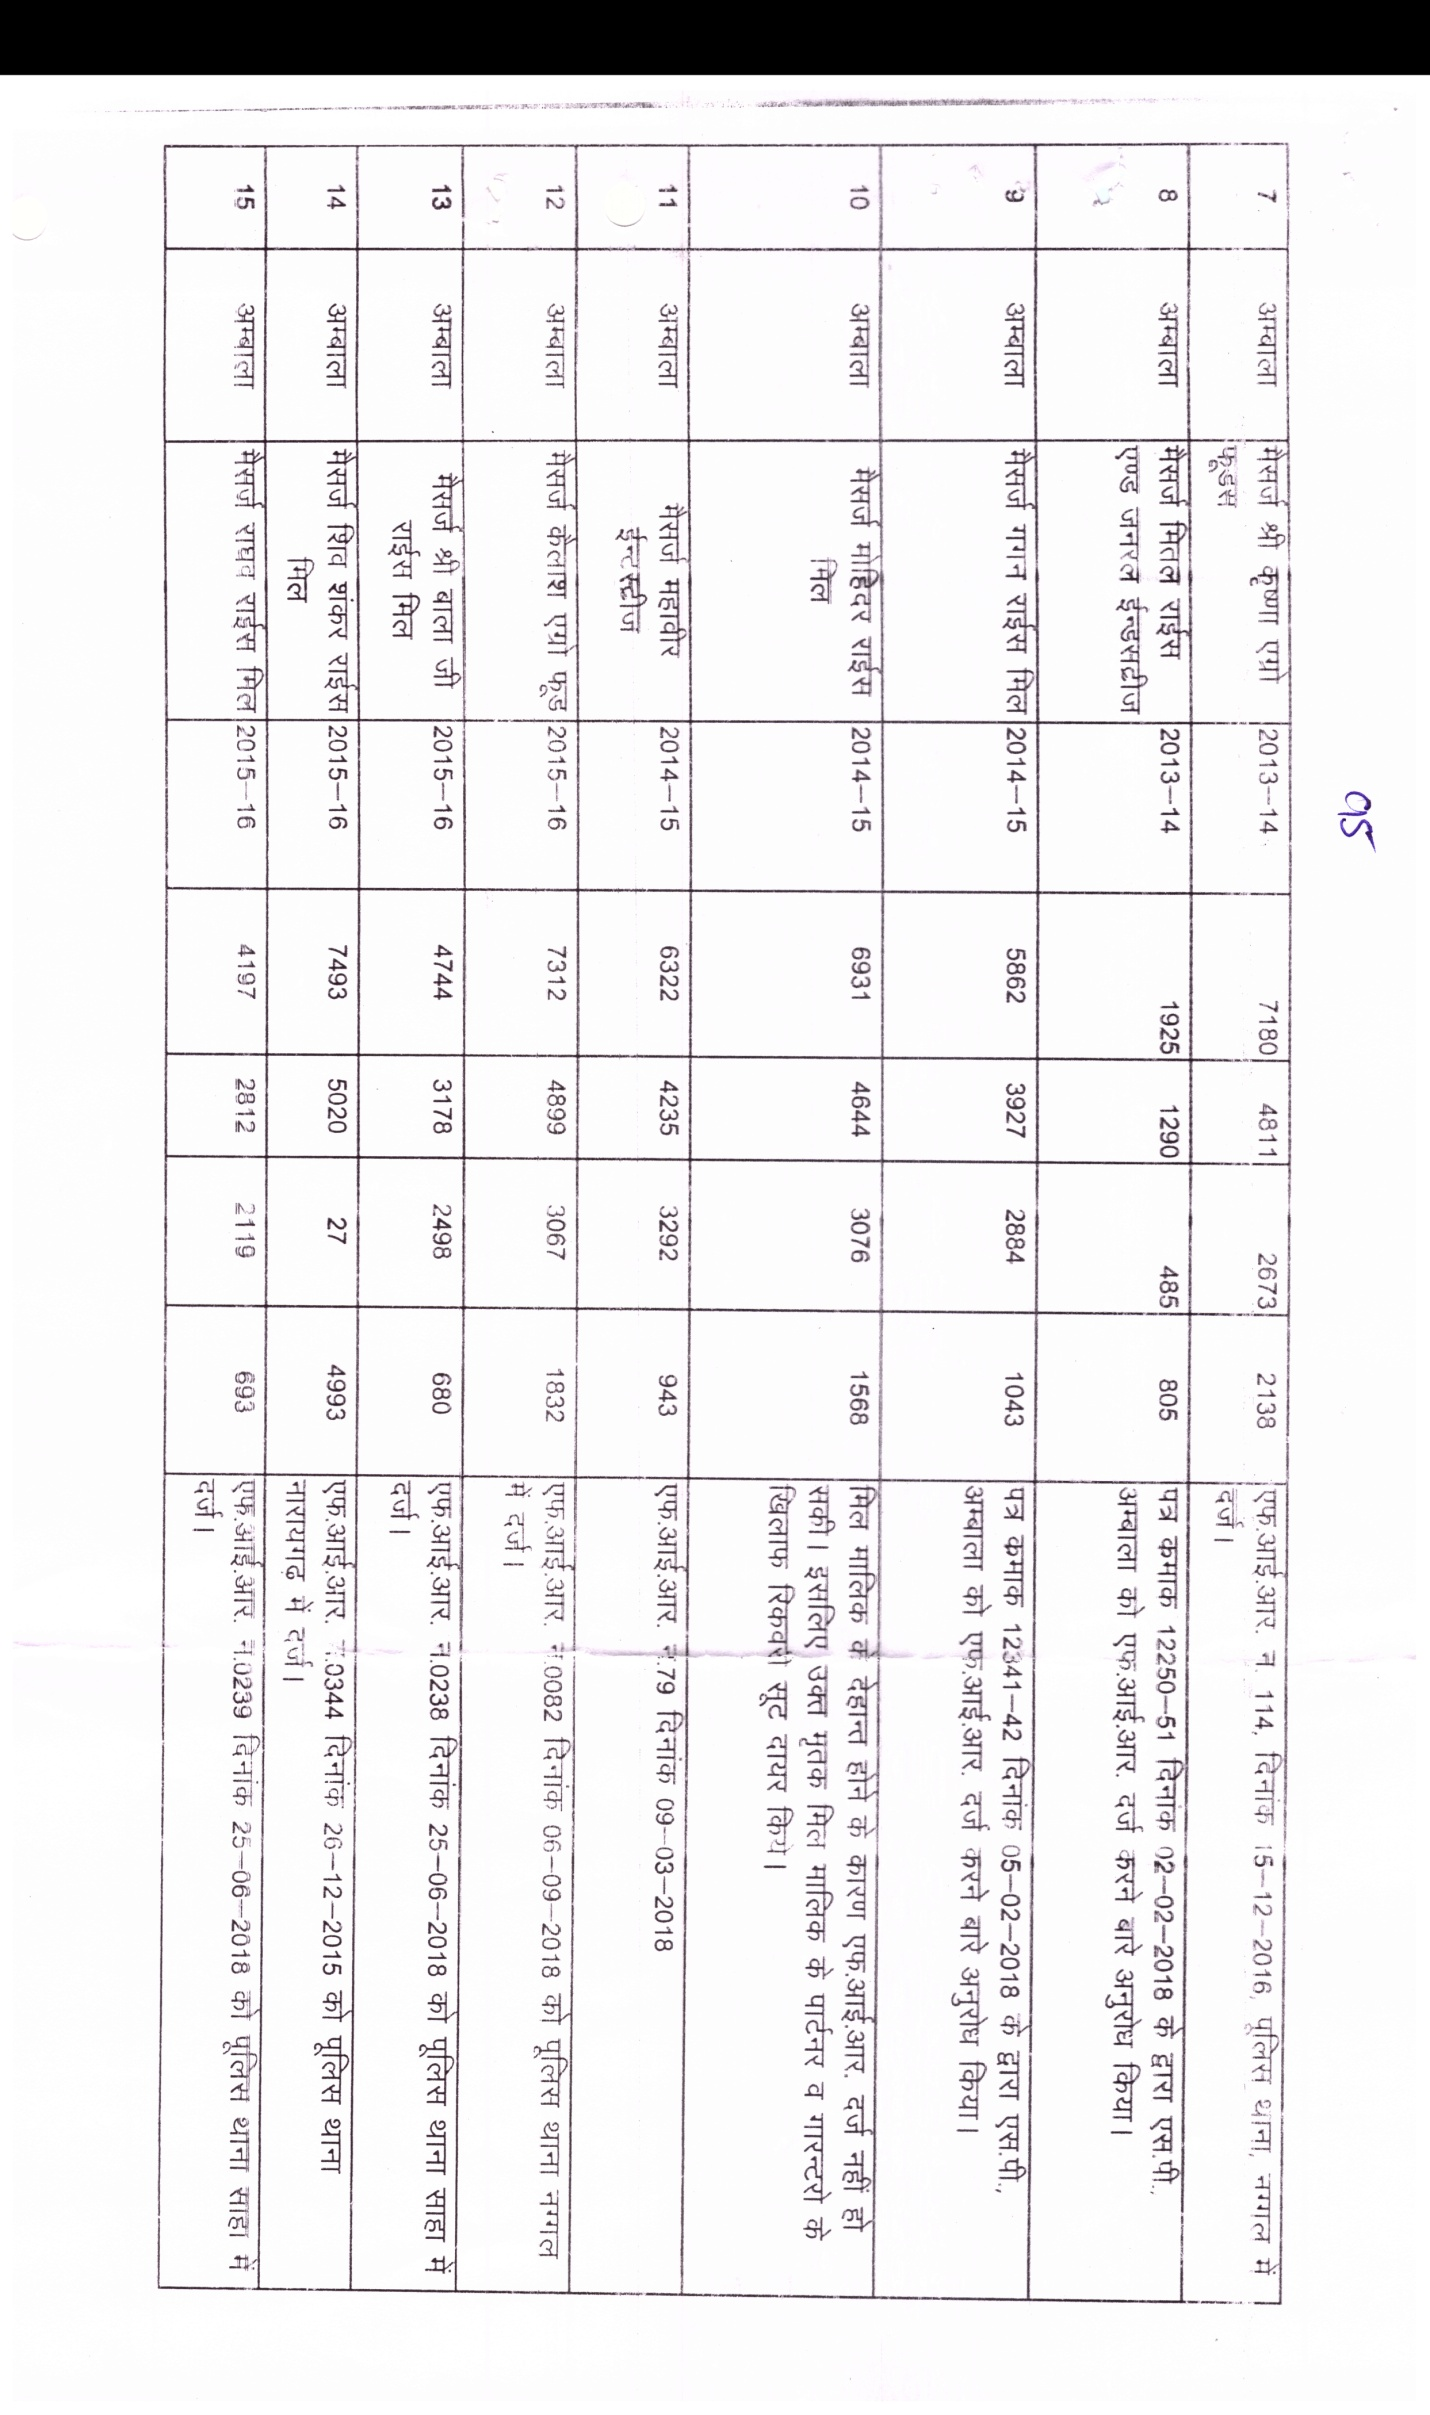 95
7 अम्बाला मैसर्ज श्री कृष्णा एग्रो 2013–14 7180 4811 2673 2138 एफ.आई.आर. न. 114, दिनांक 15–12–2016, पुलिस थाना, नग्गल में
फूडस दर्ज।
8 अम्बाला मैसर्ज मितल राईस 2013–14 1925 1290 485 805 पत्र कमाक 12250–51 दिनांक 02–02–2018 के द्वारा एस.पी.,
एण्ड जनरल ईन्डसटीज अम्बाला को एफ.आई.आर. दर्ज करने बारे अनुरोध किया।
9 अम्बाला मैसर्ज गगन राईस मिल 2014–15 5862 3927 2884 1043 पत्र कमाक 12341–42 दिनांक 05–02–2018 के द्वारा एस.पी.,
अम्बाला को एफ.आई.आर. दर्ज करने बारे अनुरोध किया।
10 अम्बाला मैसर्ज मोहिदर राईस 2014–15 6931 4644 3076 1568 मिल मालिक के देहान्त होने के कारण एफ.आई.आर. दर्ज नहीं हो
मिल सकी। इसलिए उक्त मृतक मिल मालिक के पार्टनर व गारन्टरो के
खिलाफ रिकवरी सूट दायर किये।
11 अम्बाला मैसर्ज महावीर 2014–15 6322 4235 3292 943 एफ.आई.आर. न.79 दिनांक 09–03–2018
ईन्टस्टीज
12 अम्बाला मैसर्ज कैलाश एग्रो फूड 2015–16 7312 4899 3067 1832 एफ.आई.आर. न.0082 दिनांक 06–09–2018 को पुलिस थाना नग्गल
में दर्ज।
13 अम्बाला मैसर्ज श्री बाला जी 2015–16 4744 3178 2498 680 एफ.आई.आर. न.0238 दिनांक 25–06–2018 को पुलिस थाना साहा में
राईस मिल दर्ज।
14 अम्बाला मैसर्ज शिव शंकर राईस 2015–16 7493 5020 27 4993 एफ.आई.आर. न.0344 दिनांक 26–12–2015 को पुलिस थाना
मिल नारायगढ़ में दर्ज।
15 अम्बाला मैसर्ज राघव राईस मिल 2015–16 4197 2812 2119 693 एफ.आई.आर. न.0239 दिनांक 25–06–2018 को पुलिस थाना साहा में
दर्ज।